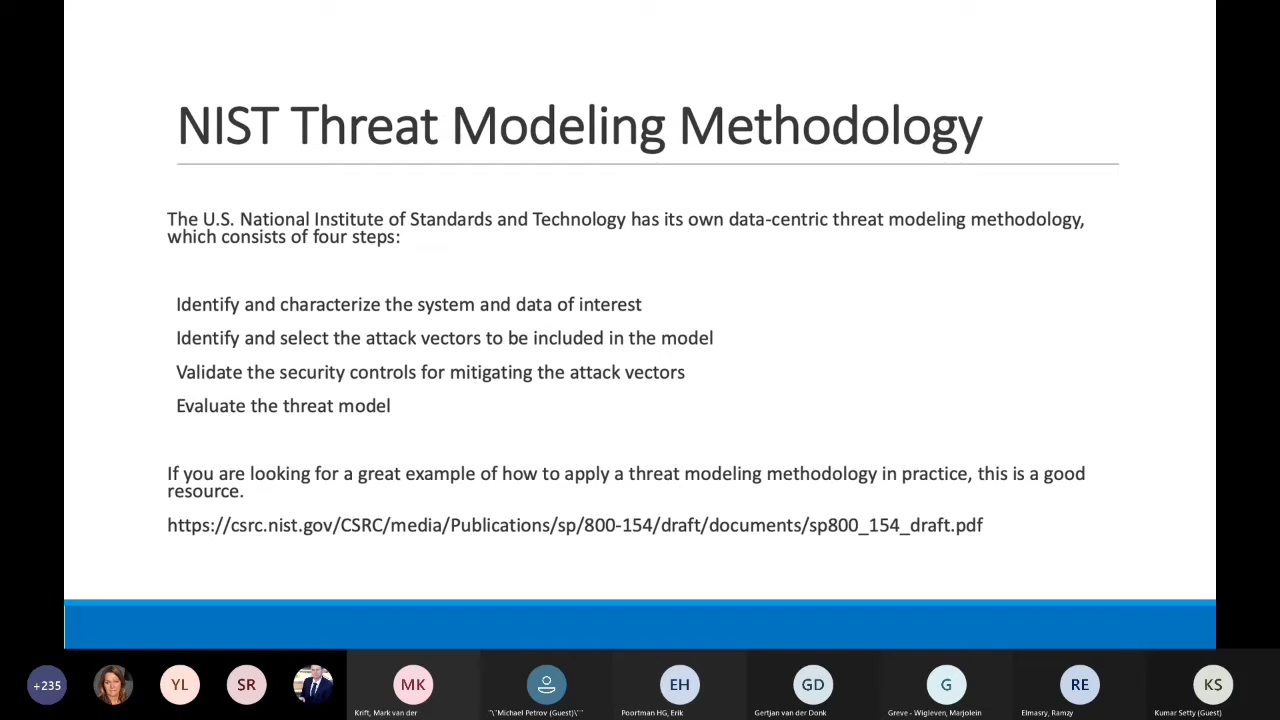 NIST Threat Modeling Methodology
The U.S. National Institute of Standards and Technology has its own data-centric threat modeling methodology,
which consists of four steps:
Identify and characterize the system and data of interest
Identify and select the attack vectors to be included in the model
Validate the security controls for mitigating the attack vectors
Evaluate the threat model
If you are looking for a great example of how to apply a threat modeling methodology in practice, this is a good
resource.
https://csrc.nist.gov/CSRC/media/Publications/sp/800-154/draft/documents/sp800_154_draft.pdf
+235
YL
SR
MK
EH
GD
G
RE
KS
Krift, Mark van der
"\"Michael Petrov (Guest)\""
Poortman HG, Erik
Gertjan van der Donk
Greve - Wigleven, Marjolein
Elmasry, Ramzy
Kumar Setty (Guest)